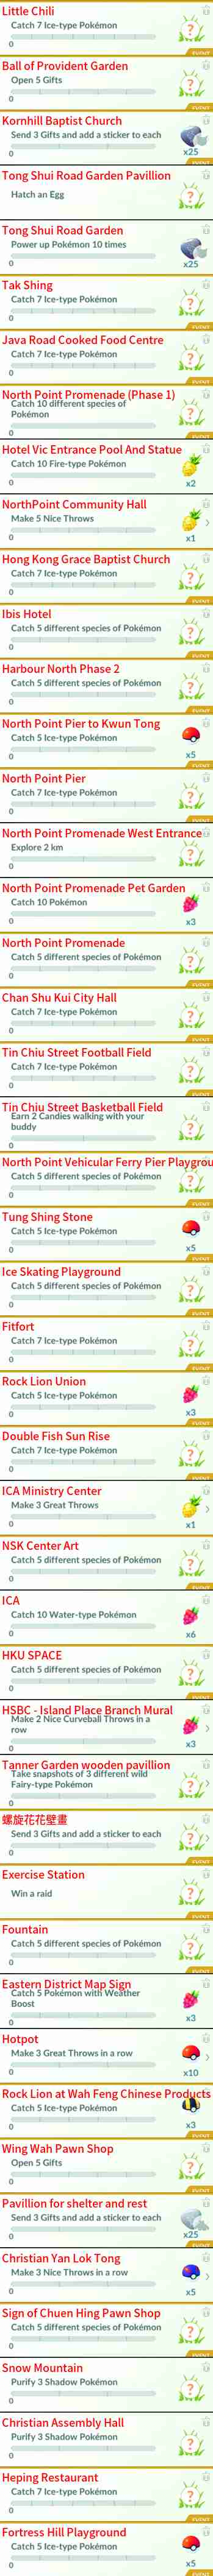 Little Chili
Catch 7 Ice-type Pokémon
0
EVENT
Ball of Provident Garden
Open 5 Gifts
0
EVENT
Kornhill Baptist Church
Send 3 Gifts and add a sticker to each
0
x25
EVENT
Tong Shui Road Garden Pavillion
Hatch an Egg
Tong Shui Road Garden
Power up Pokémon 10 times
0
x25
EVENT
Tak Shing
Catch 7 Ice-type Pokémon
0
EVENT
Java Road Cooked Food Centre
Catch 7 Ice-type Pokémon
0
EVENT
North Point Promenade (Phase 1)
Catch 10 different species of
Pokémon
0
EVENT
Hotel Vic Entrance Pool And Statue
Catch 10 Fire-type Pokémon
0
x2
NorthPoint Community Hall
Make 5 Nice Throws
0
x1
Hong Kong Grace Baptist Church
Catch 7 Ice-type Pokémon
0
EVENT
Ibis Hotel
Catch 5 different species of Pokémon
0
EVENT
Harbour North Phase 2
Catch 5 different species of Pokémon
0
EVENT
North Point Pier to Kwun Tong
Catch 5 Ice-type Pokémon
0
x5
EVENT
North Point Pier
Catch 7 Ice-type Pokémon
0
EVENT
North Point Promenade West Entrance
Explore 2 km
0
North Point Promenade Pet Garden
Catch 10 Pokémon
0
x3
North Point Promenade
Catch 5 different species of Pokémon
0
EVENT
Chan Shu Kui City Hall
Catch 7 Ice-type Pokémon
0
EVENT
Tin Chiu Street Football Field
Catch 7 Ice-type Pokémon
0
EVENT
Tin Chiu Street Basketball Field
Earn 2 Candies walking with your
buddy
0
North Point Vehicular Ferry Pier Playgrou
Catch 5 different species of Pokémon
0
EVENT
Tung Shing Stone
Catch 5 Ice-type Pokémon
0
x5
EVENT
Ice Skating Playground
Catch 5 different species of Pokémon
0
EVENT
Fitfort
Catch 7 Ice-type Pokémon
0
EVENT
Rock Lion Union
Catch 5 Ice-type Pokémon
0
x3
EVENT
Double Fish Sun Rise
Catch 7 Ice-type Pokémon
0
EVENT
ICA Ministry Center
Make 3 Great Throws
0
x1
NSK Center Art
Catch 5 different species of Pokémon
0
EVENT
ICA
Catch 10 Water-type Pokémon
0
x6
HKU SPACE
Catch 5 different species of Pokémon
0
EVENT
HSBC - Island Place Branch Mural
Make 2 Nice Curveball Throws in a
row
0
x3
Tanner Garden wooden pavillion
Take snapshots of 3 different wild
Fairy-type Pokémon
0
螺旋花花壁畫
Send 3 Gifts and add a sticker to each
0
EVENT
Exercise Station
Win a raid
EVENT
Fountain
Catch 5 different species of Pokémon
0
EVENT
Eastern District Map Sign
Catch 5 Pokémon with Weather
Boost
0
x3
Hotpot
Make 3 Great Throws in a row
0
x10
Rock Lion at Wah Feng Chinese Products
Catch 5 Ice-type Pokémon
0
x3
EVENT
Wing Wah Pawn Shop
Open 5 Gifts
0
EVENT
Pavillion for shelter and rest
Send 3 Gifts and add a sticker to each
0
x25
EVENT
Christian Yan Lok Tong
Make 3 Nice Throws in a row
0
x5
Sign of Chuen Hing Pawn Shop
Catch 5 different species of Pokémon
0
EVENT
Snow Mountain
Purify 3 Shadow Pokémon
0
Christian Assembly Hall
Purify 3 Shadow Pokémon
0
Heping Restaurant
Catch 7 Ice-type Pokémon
0
EVENT
Fortress Hill Playground
Catch 5 Ice-type Pokémon
0
x5